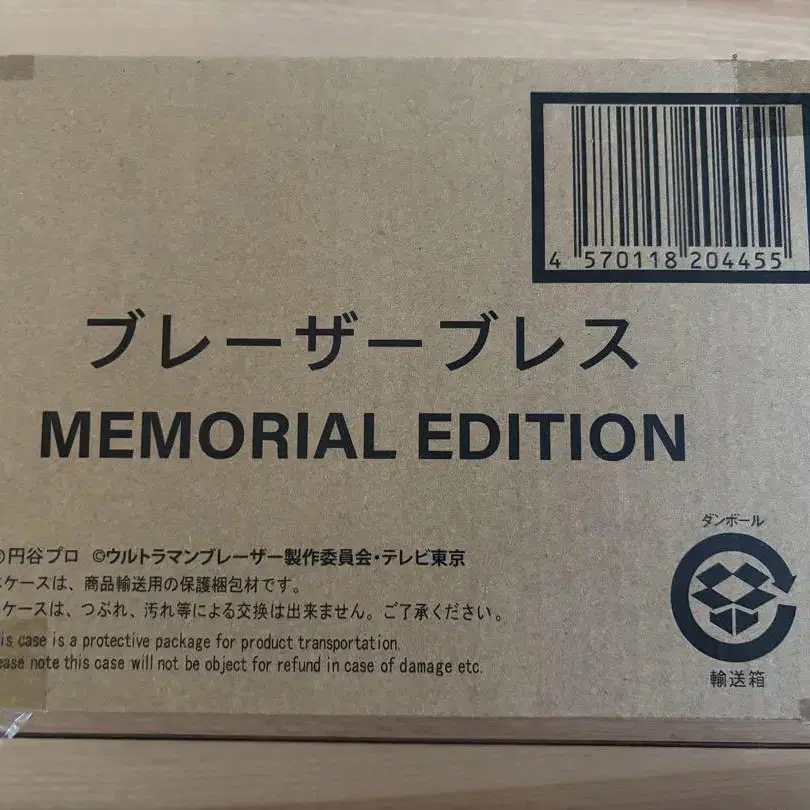 4 570118 204455
ブレーザーブレス
MEMORIAL EDITION
円谷プロ ©ウルトラマンブレーザー製作委員会・テレビ東京
ケースは、商品輸送用の保護梱包材です。
ケースは、つぶれ、汚れ等による交換は出来ません。ご了承ください。
is case is a protective package for product transportation.
ease note this case will not be object for refund in case of damage etc.
ダンボール
輸送箱